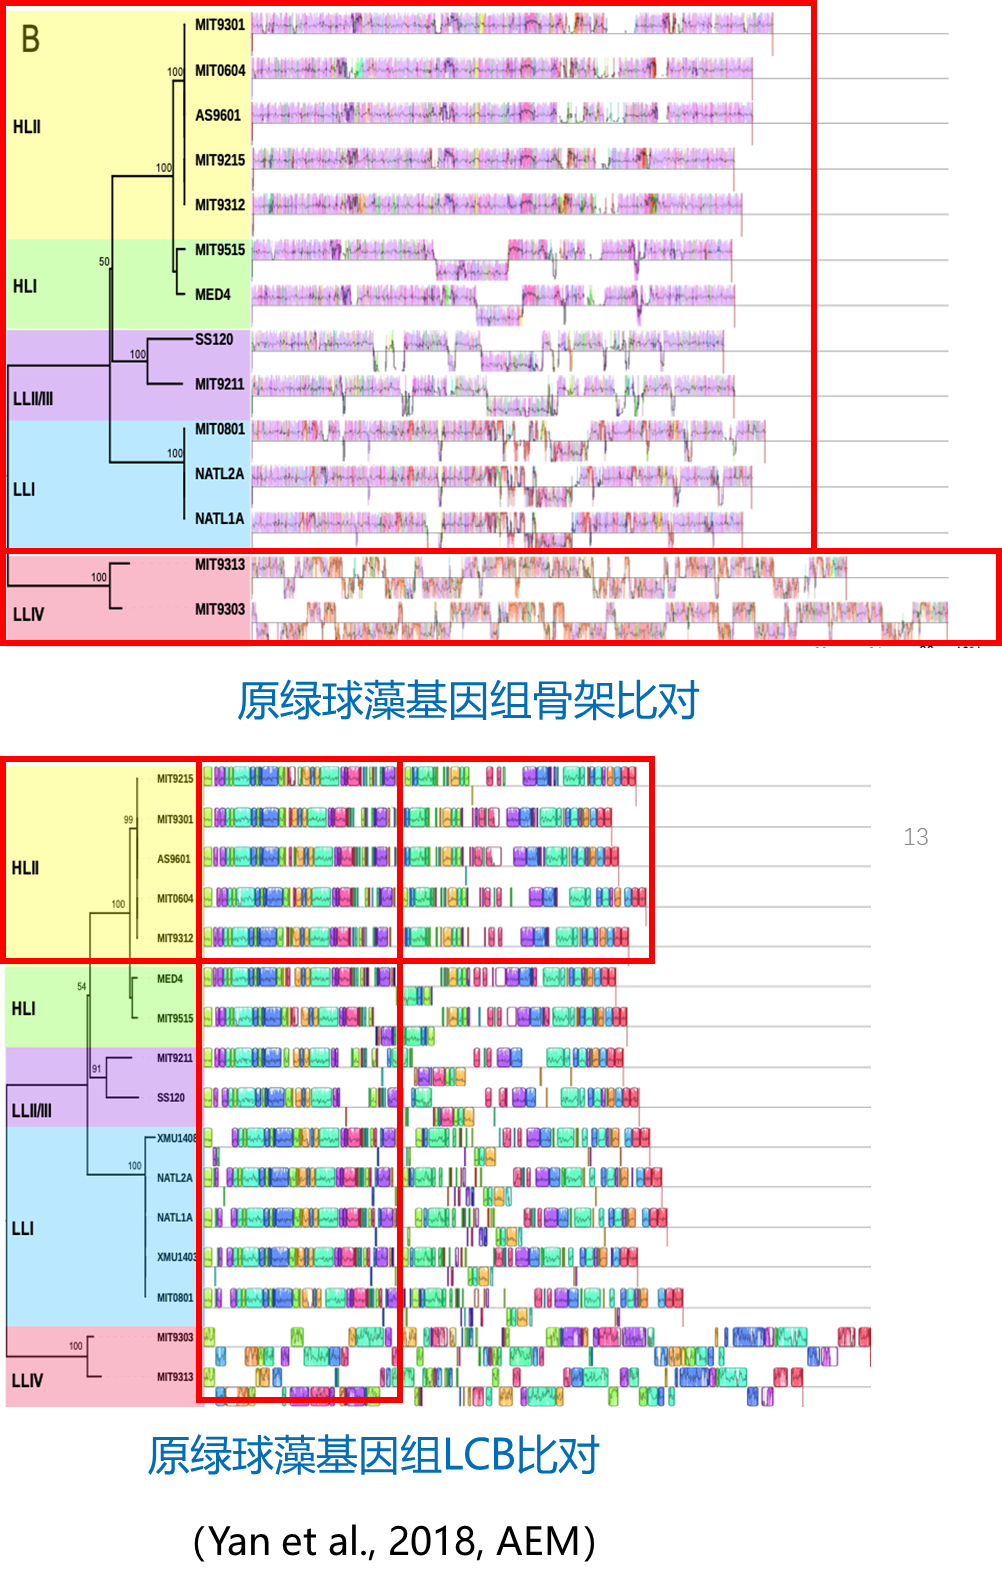 B
MIT9301
100
MIT0604
AS9601
HLII
MIT9215
100
MIT9312
MIT9515
50
HLI
MED4
SS120
100
MIT9211
LLII/III
MIT0801
100
NATL2A
LLI
NATL1A
MIT9313
100
MIT9303
LLIV
原绿球藻基因组骨架比对
MIT9215
99
MIT9301
13
AS9601
HLII
MIT0604
100
MIT9312
MED4
54
HLI
MIT9515
MIT9211
91
SS120
LLII/III
XMU1408
100
NATL2A
NATL1A
LLI
XMU1403
MIT0801
MIT9303
100
MIT9313
LLIV
原绿球藻基因组LCB比对
(Yan et al., 2018, AEM)